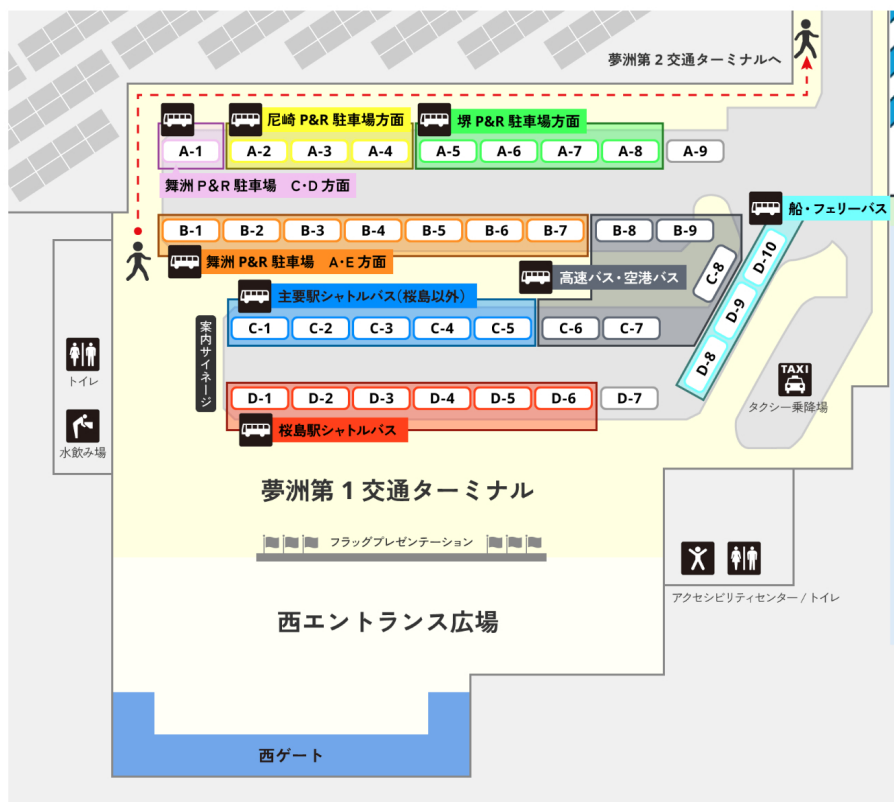 夢洲第2交通ターミナルへ
尼崎 P&R 駐車場方面
堺 P&R 駐車場方面
A-1
A-2
A-3
A-4
A-5
A-6
A-7
A-8
A-9
舞洲 P&R 駐車場 C・D 方面
船・フェリーバス
B-1
B-2
B-3
B-4
B-5
B-6
B-7
B-8
B-9
D-10
舞洲 P&R 駐車場 A・E 方面
高速バス・空港バス
C-8
主要駅シャトルバス(桜島以外)
D-9
案内サイネージ
C-1
C-2
C-3
C-4
C-5
C-6
C-7
D-8
トイレ
TAXI
タクシー乗降場
D-1
D-2
D-3
D-4
D-5
D-6
D-7
桜島駅シャトルバス
水飲み場
夢洲第1交通ターミナル
フラッグプレゼンテーション
アクセシビリティセンター / トイレ
西エントランス広場
西ゲート